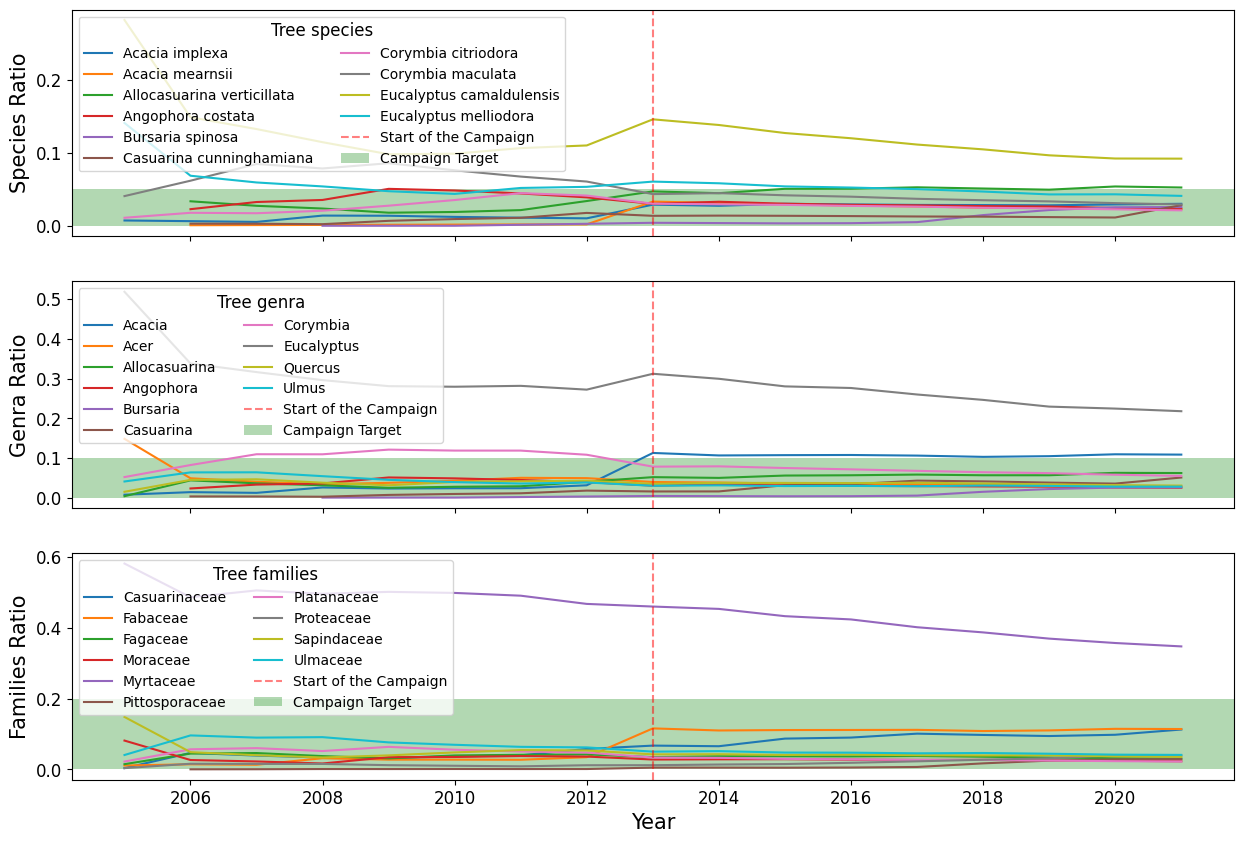 Species Ratio
0.2
0.1
0.0
Tree species
Acacia implexa
Acacia mearnsii
Allocasuarina verticillata
Angophora costata
Bursaria spinosa
Casuarina cunninghamiana
Corymbia citriodora
Corymbia maculata
Eucalyptus camaldulensis
Eucalyptus melliodora
Start of the Campaign
Campaign Target
Genra Ratio
0.5
0.4
0.3
0.2
0.1
0.0
Tree genra
Acacia
Acer
Allocasuarina
Angophora
Bursaria
Casuarina
Corymbia
Eucalyptus
Quercus
Ulmus
Start of the Campaign
Campaign Target
Families Ratio
0.6
0.4
0.2
0.0
Tree families
Casuarinaceae
Fabaceae
Fagaceae
Moraceae
Myrtaceae
Pittosporaceae
Platanaceae
Proteaceae
Sapindaceae
Ulmaceae
Start of the Campaign
Campaign Target
2006 2008 2010 2012 2014 2016 2018 2020
Year